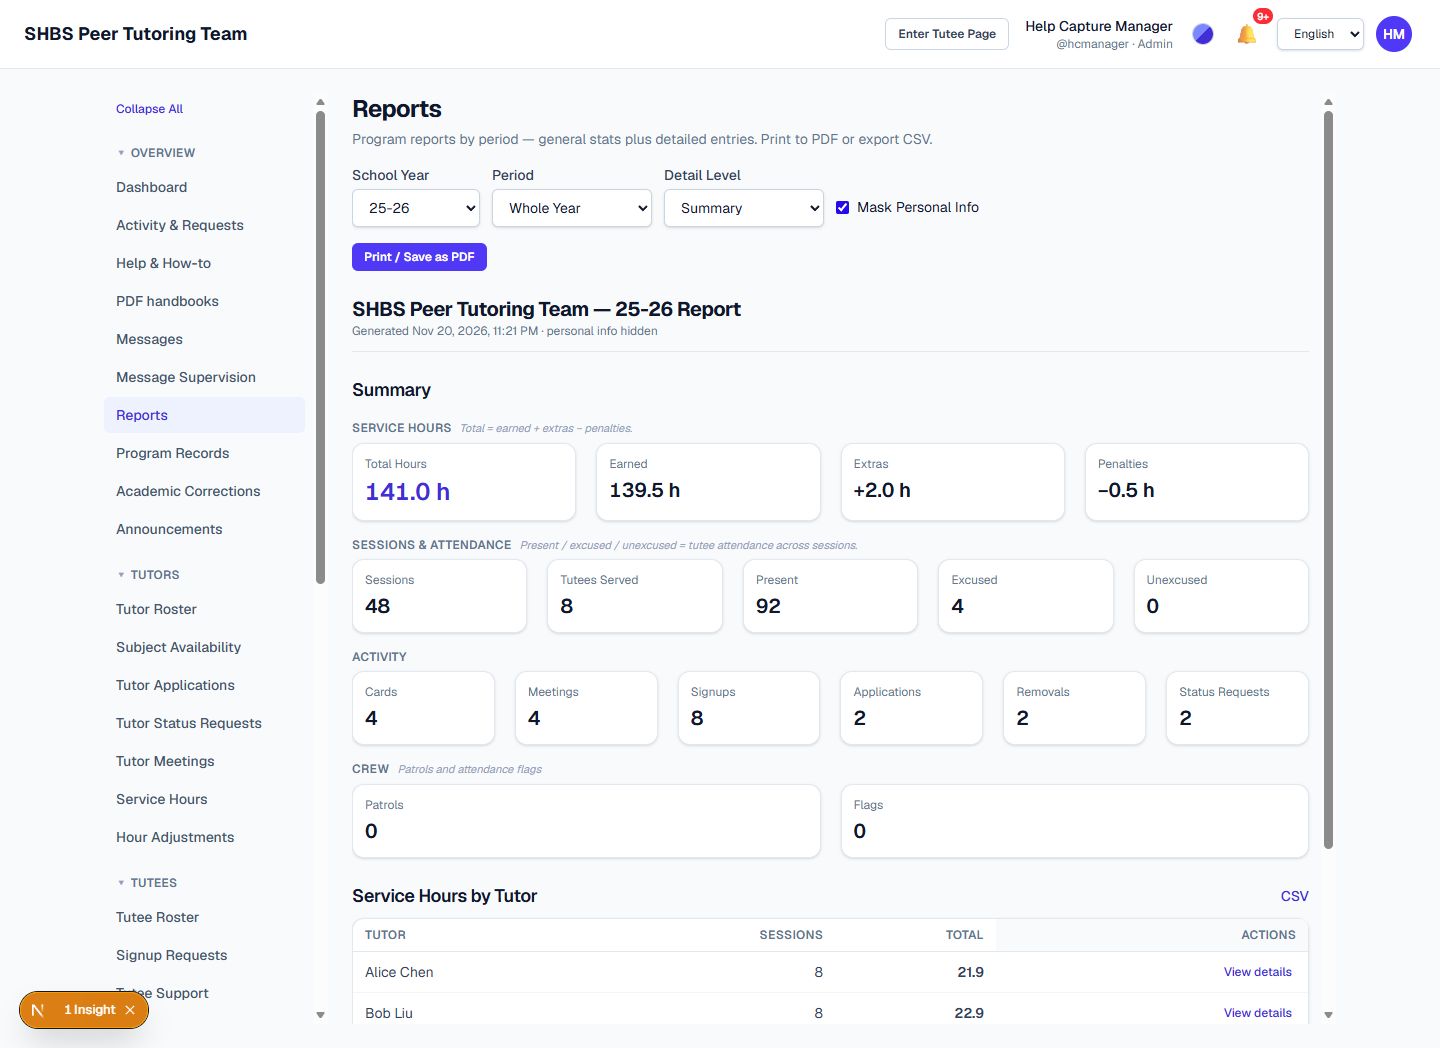 SHBS Peer Tutoring Team
Enter Tutee Page
Help Capture Manager
@hcmanager · Admin
9+
English
HM
Collapse All
OVERVIEW
Dashboard
Activity & Requests
Help & How-to
PDF handbooks
Messages
Message Supervision
Reports
Program Records
Academic Corrections
Announcements
TUTORS
Tutor Roster
Subject Availability
Tutor Applications
Tutor Status Requests
Tutor Meetings
Service Hours
Hour Adjustments
TUTEES
Tutee Roster
Signup Requests
Tutee Support
N 1 Insight ×
Reports
Program reports by period — general stats plus detailed entries. Print to PDF or export CSV.
School Year Period Detail Level
25-26 Whole Year Summary Mask Personal Info
Print / Save as PDF
SHBS Peer Tutoring Team — 25-26 Report
Generated Nov 20, 2026, 11:21 PM · personal info hidden
Summary
SERVICE HOURS Total = earned + extras − penalties.
Total Hours Earned Extras Penalties
141.0 h 139.5 h +2.0 h −0.5 h
SESSIONS & ATTENDANCE Present / excused / unexcused = tutee attendance across sessions.
Sessions Tutees Served Present Excused Unexcused
48 8 92 4 0
ACTIVITY
Cards Meetings Signups Applications Removals Status Requests
4 4 8 2 2 2
CREW Patrols and attendance flags
Patrols Flags
0 0
Service Hours by Tutor CSV
TUTOR SESSIONS TOTAL ACTIONS
Alice Chen 8 21.9 View details
Bob Liu 8 22.9 View details